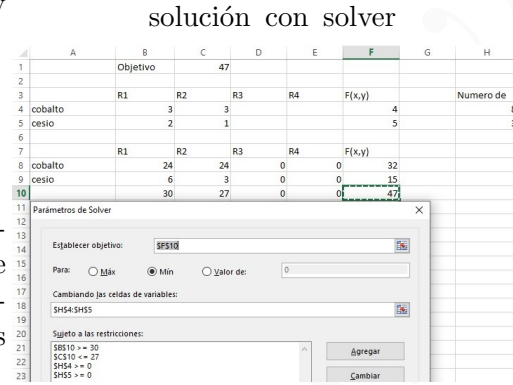 solución con solver
A B C D E F G H
1 Objetivo 47
2
3 R1 R2 R3 R4 F(x,y) Numero de
4 cobalto 3 3 4
5 cesio 2 1 5
6
7 R1 R2 R3 R4 F(x,y)
8 cobalto 24 24 0 0 32
9 cesio 6 3 0 0 15
10 30 27 0 0 47
11 Parámetros de Solver
12
13
14 Establecer objetivo: $F$10
15
16 Para: Máx Mín Valor de: 0
17
18 Cambiando las celdas de variables:
19 $H$4:$H$5
20 Sujeto a las restricciones:
21 $B$10 >= 30 Agregar
22 $C$10 <= 27
$H$4 >= 0
23 $H$5 >= 0 Cambiar